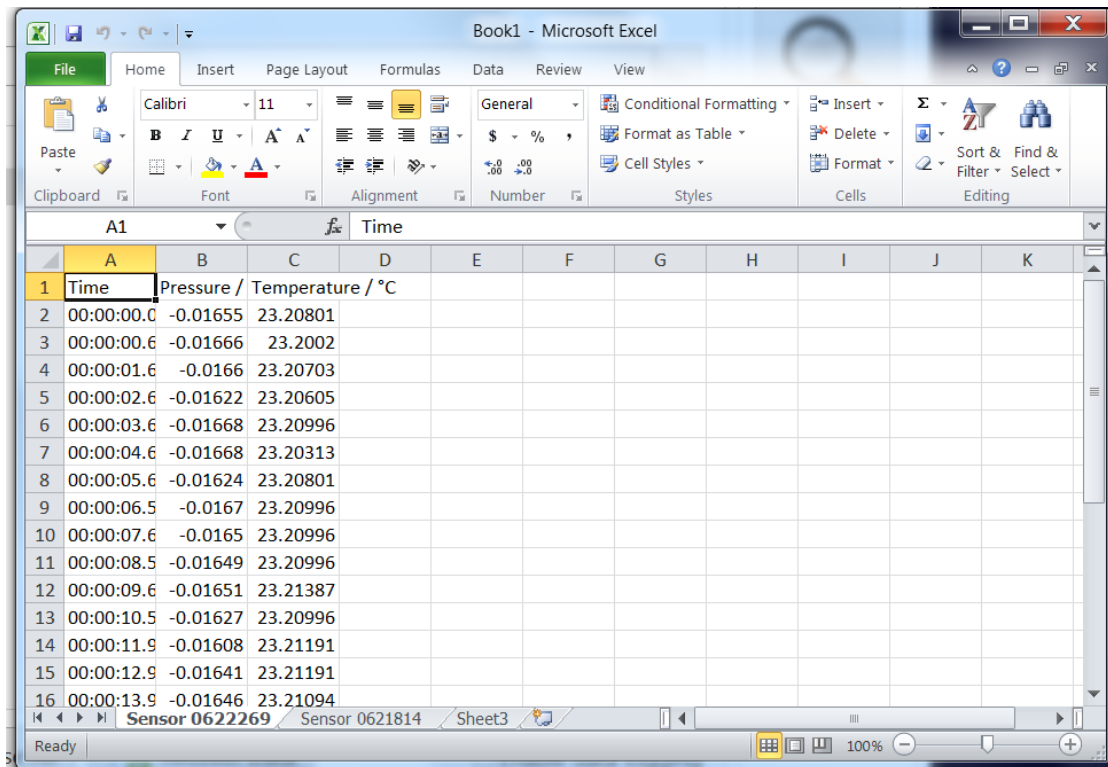 Book1 - Microsoft Excel
File Home Insert Page Layout Formulas Data Review View
Calibri 11 General Conditional Formatting Insert Σ
Paste B I U A A $ % , Format as Table Delete Sort & Find &
Cell Styles Format Filter Select
Clipboard Font Alignment Number Styles Cells Editing
A1 fx Time
A B C D E F G H I J K
1 Time Pressure / Temperature / °C
2 00:00:00.0 -0.01655 23.20801
3 00:00:00.6 -0.01666 23.2002
4 00:00:01.6 -0.0166 23.20703
5 00:00:02.6 -0.01622 23.20605
6 00:00:03.6 -0.01668 23.20996
7 00:00:04.6 -0.01668 23.20313
8 00:00:05.6 -0.01624 23.20801
9 00:00:06.5 -0.0167 23.20996
10 00:00:07.6 -0.0165 23.20996
11 00:00:08.5 -0.01649 23.20996
12 00:00:09.6 -0.01651 23.21387
13 00:00:10.5 -0.01627 23.20996
14 00:00:11.9 -0.01608 23.21191
15 00:00:12.9 -0.01641 23.21191
16 00:00:13.9 -0.01646 23.21094
Sensor 0622269 Sensor 0621814 Sheet3
Ready 100%